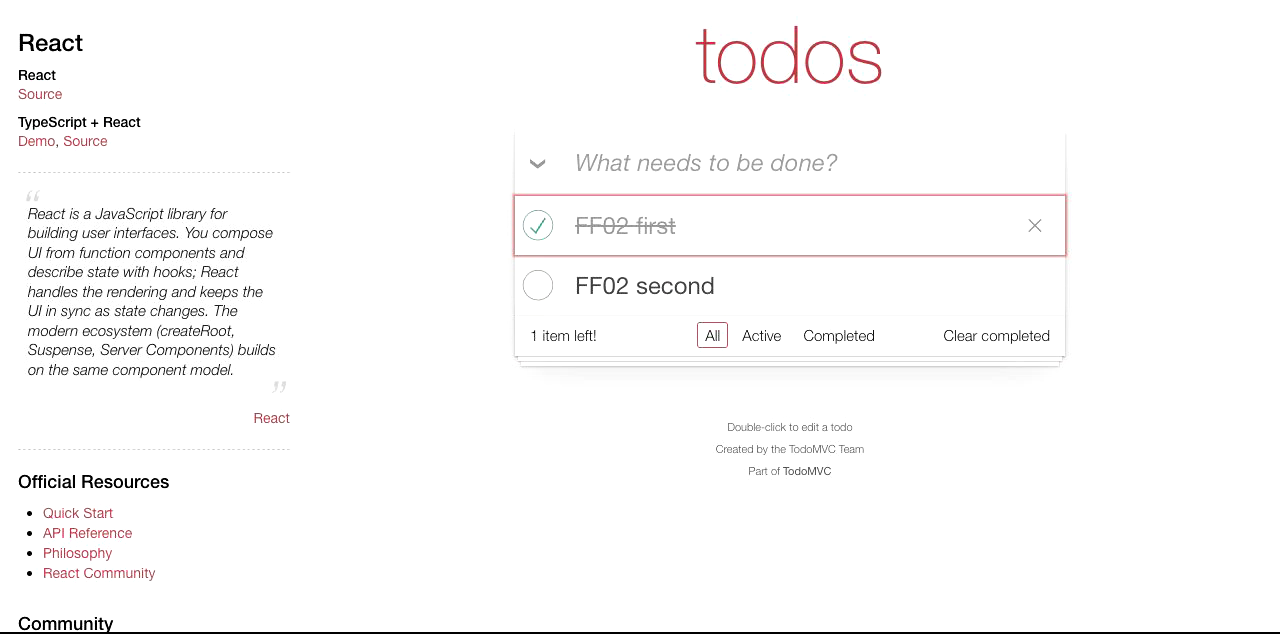 React
React
Source
TypeScript + React
Demo, Source
“
React is a JavaScript library for
building user interfaces. You compose
UI from function components and
describe state with hooks; React
handles the rendering and keeps the
UI in sync as state changes. The
modern ecosystem (createRoot,
Suspense, Server Components) builds
on the same component model.
”
React
Official Resources
Quick Start
API Reference
Philosophy
React Community
Community
todos
What needs to be done?
FF02 first
FF02 second
1 item left!
All
Active
Completed
Clear completed
Double-click to edit a todo
Created by the TodoMVC Team
Part of TodoMVC